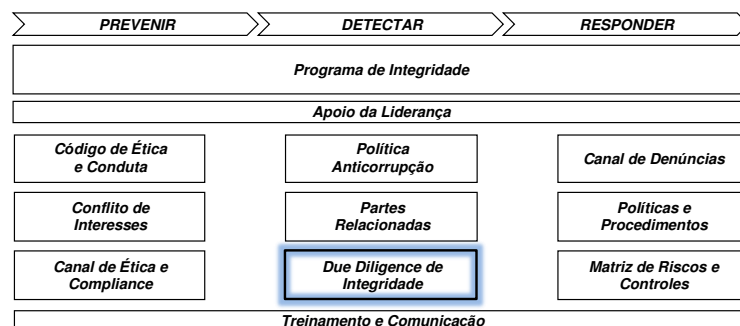 PREVENIR
DETECTAR
RESPONDER
Programa de Integridade
Apoio da Liderança
Código de Ética
e Conduta
Política
Anticorrupção
Canal de Denúncias
Conflito de
Interesses
Partes
Relacionadas
Políticas e
Procedimentos
Canal de Ética e
Compliance
Due Diligence de
Integridade
Matriz de Riscos e
Controles
Treinamento e Comunicação